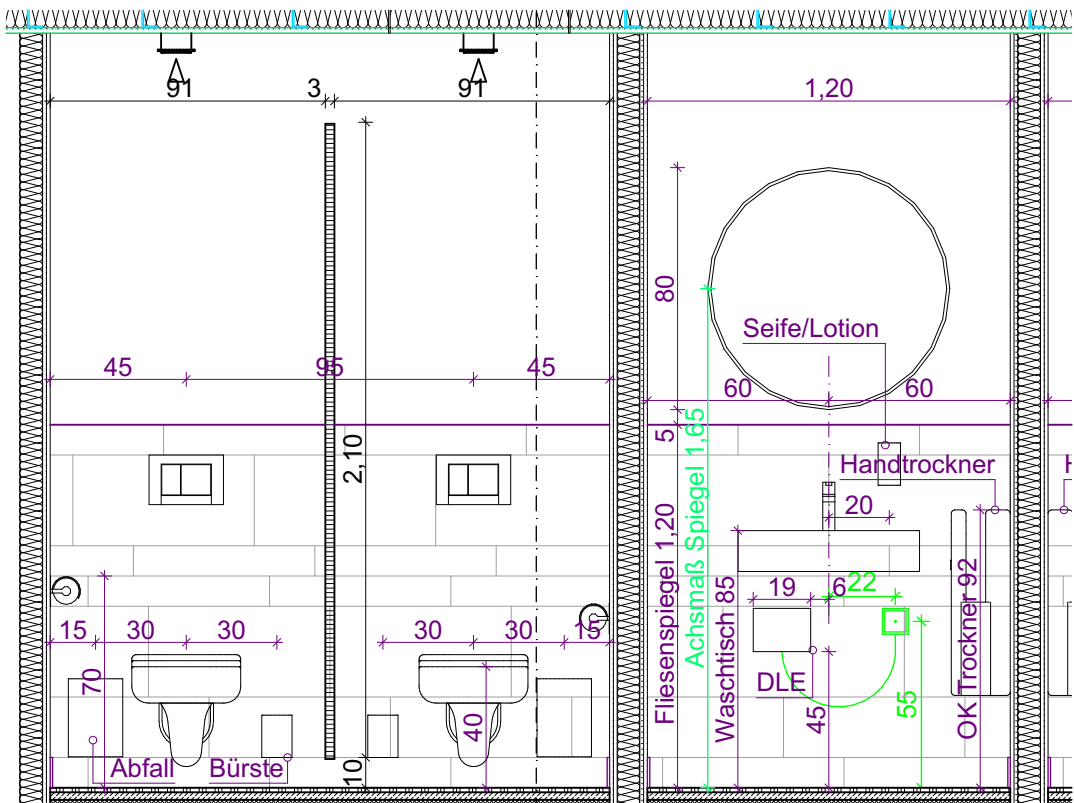 91
3
91
1,20
80
Seife/Lotion
45
95
45
60
60
5
2,10
Fliesenspiegel 1,20
Achsmaß Spiegel 1,65
Handtrockner
H
20
Waschtisch 85
OK Trockner 92
19
6
22
15
30
30
30
30
15
70
40
DLE
45
55
10
Abfall
Bürste